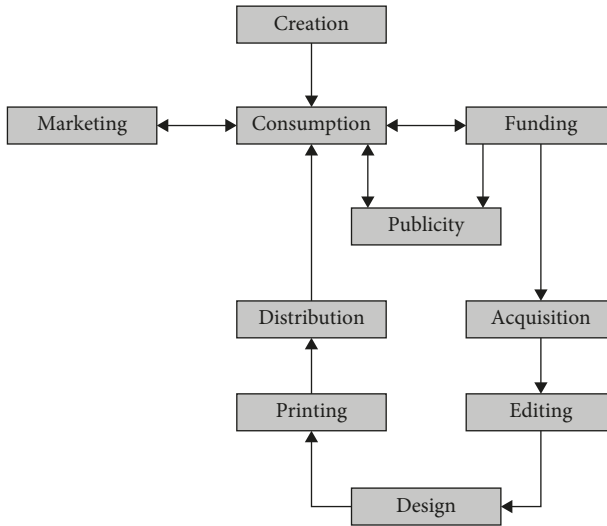 Creation
Marketing
Consumption
Funding
Publicity
Distribution
Acquisition
Printing
Editing
Design